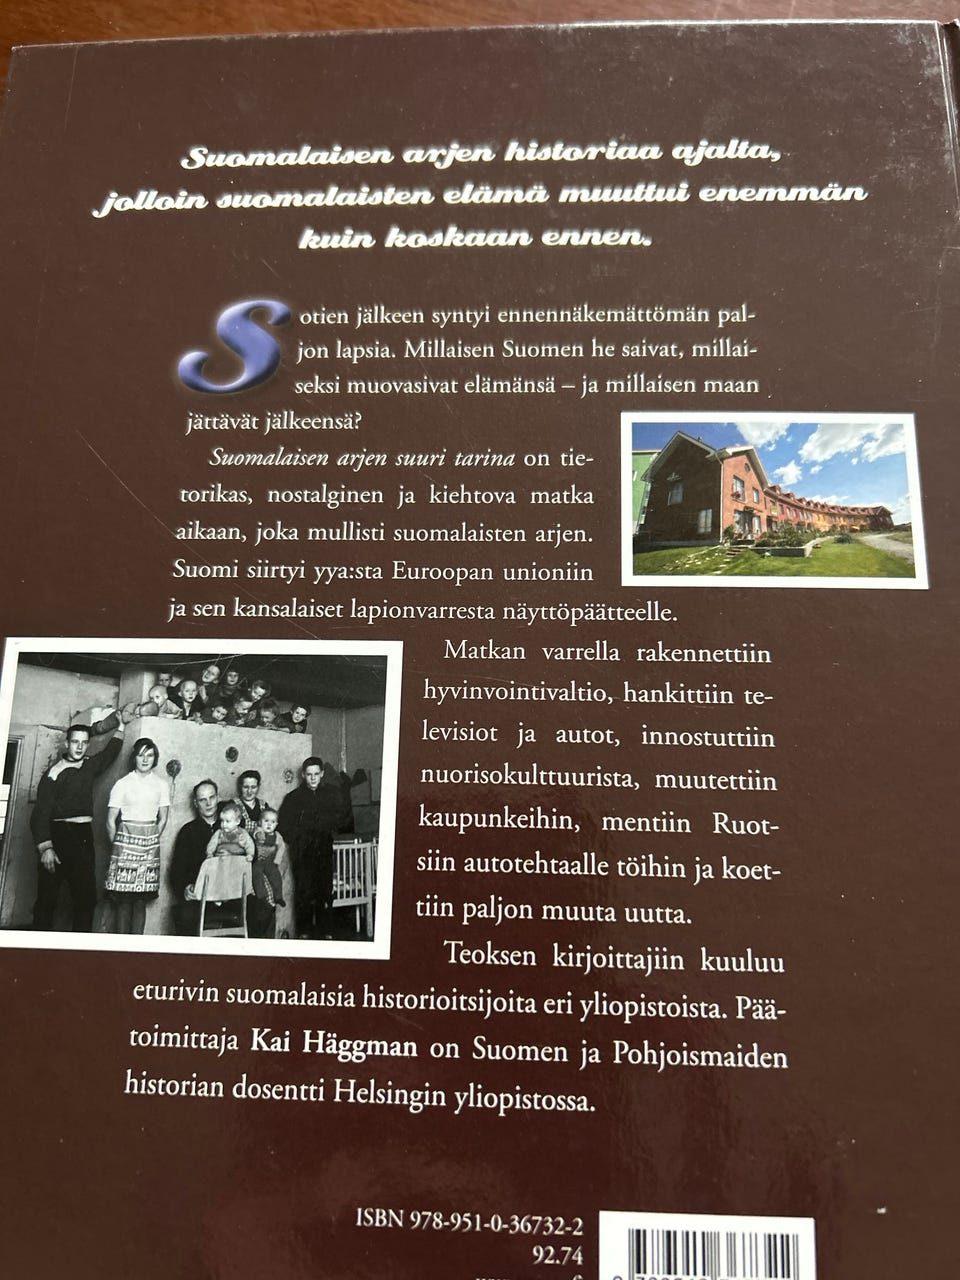 Suomalaisen arjen historiaa ajalta,
jolloin suomalaisten elämä muuttui enemmän
kuin koskaan ennen.
Sotien jälkeen syntyi ennennäkemättömän pal-
jon lapsia. Millaisen Suomen he saivat, millai-
seksi muovasivat elämänsä – ja millaisen maan
jättävät jälkeensä?
Suomalaisen arjen suuri tarina on tie-
torikas, nostalginen ja kiehtova matka
aikaan, joka mullisti suomalaisten arjen.
Suomi siirtyi yya:sta Euroopan unioniin
ja sen kansalaiset lapionvarresta näyttöpäätteelle.
Matkan varrella rakennettiin
hyvinvointivaltio, hankittiin te-
levisiot ja autot, innostuttiin
nuorisokulttuurista, muutettiin
kaupunkeihin, mentiin Ruot-
siin autotehtaalle töihin ja koet-
tiin paljon muuta uutta.
Teoksen kirjoittajiin kuuluu
eturivin suomalaisia historioitsijoita eri yliopistoista. Pää-
toimittaja Kai Häggman on Suomen ja Pohjoismaiden
historian dosentti Helsingin yliopistossa.
ISBN 978-951-0-36732-2
92.74